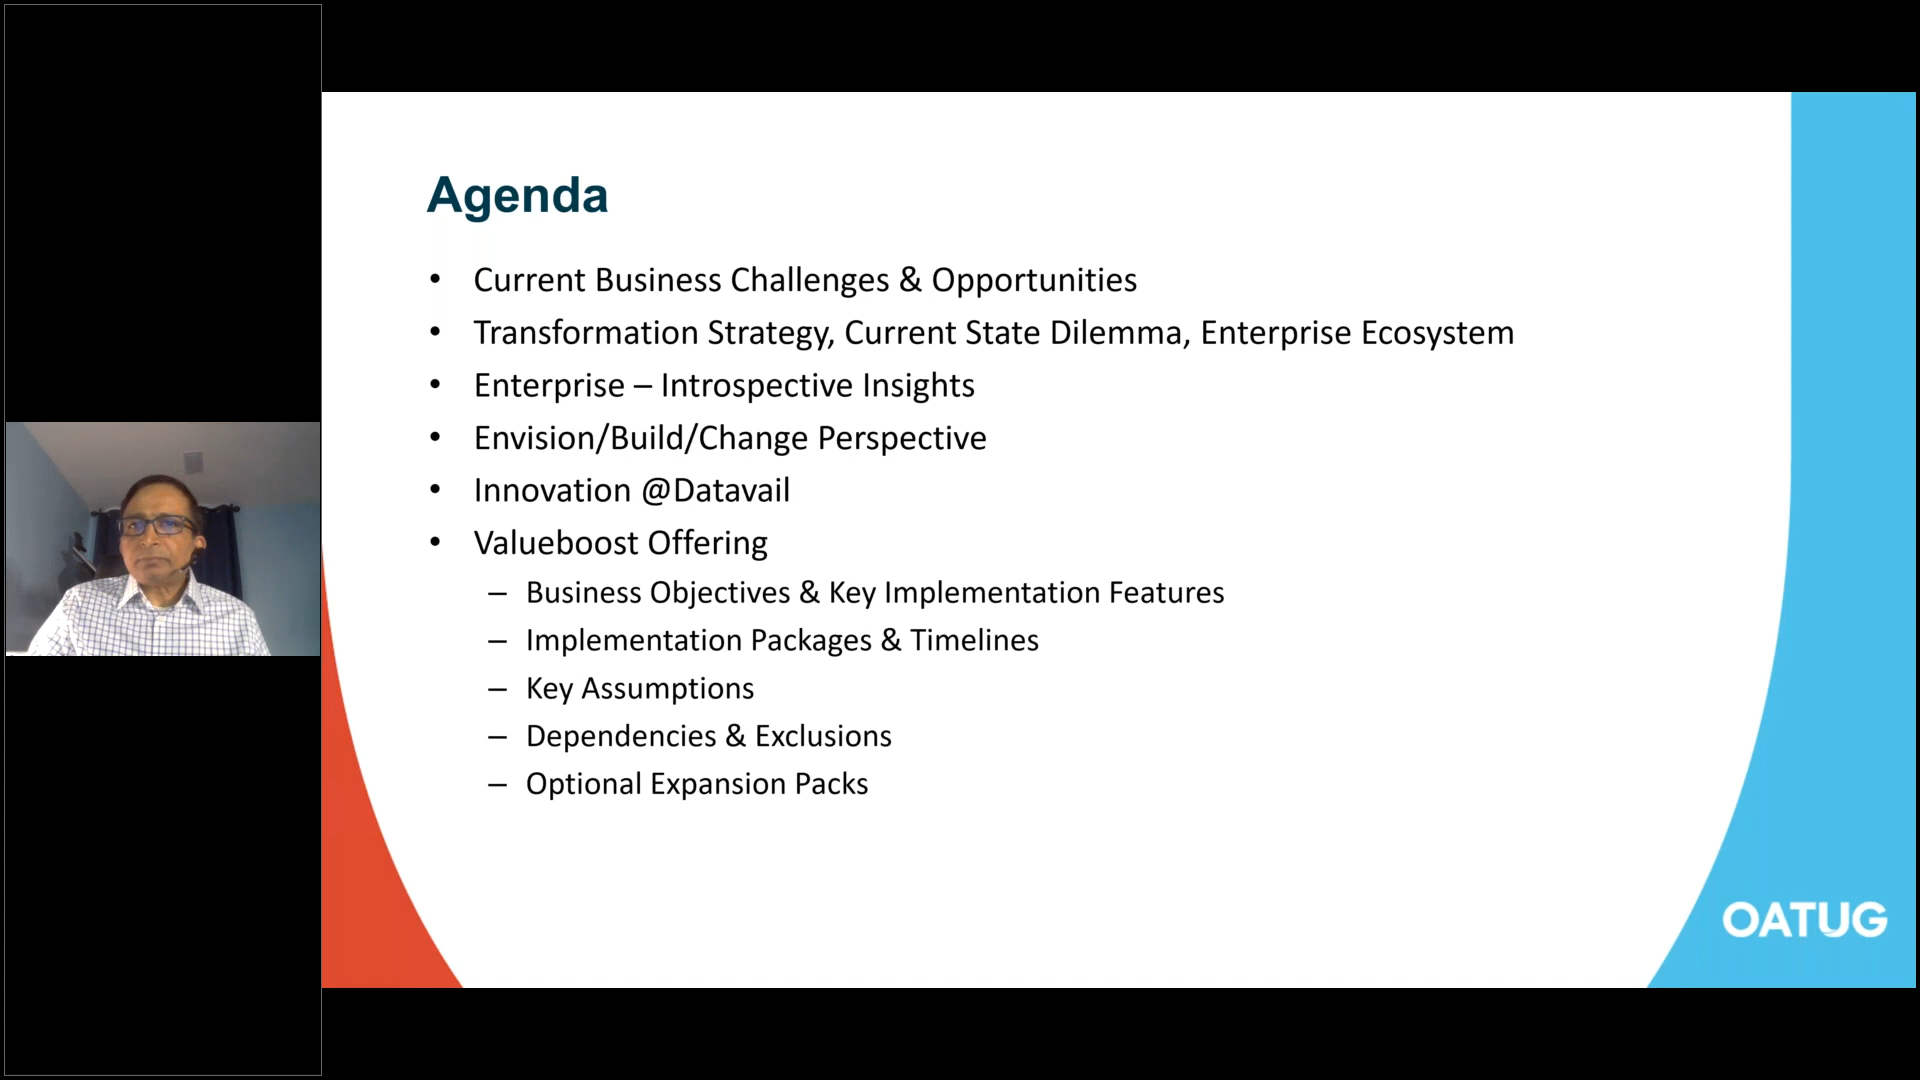 Agenda
• Current Business Challenges & Opportunities
• Transformation Strategy, Current State Dilemma, Enterprise Ecosystem
• Enterprise – Introspective Insights
• Envision/Build/Change Perspective
• Innovation @Datavail
• Valueboost Offering
– Business Objectives & Key Implementation Features
– Implementation Packages & Timelines
– Key Assumptions
– Dependencies & Exclusions
– Optional Expansion Packs
OATUG